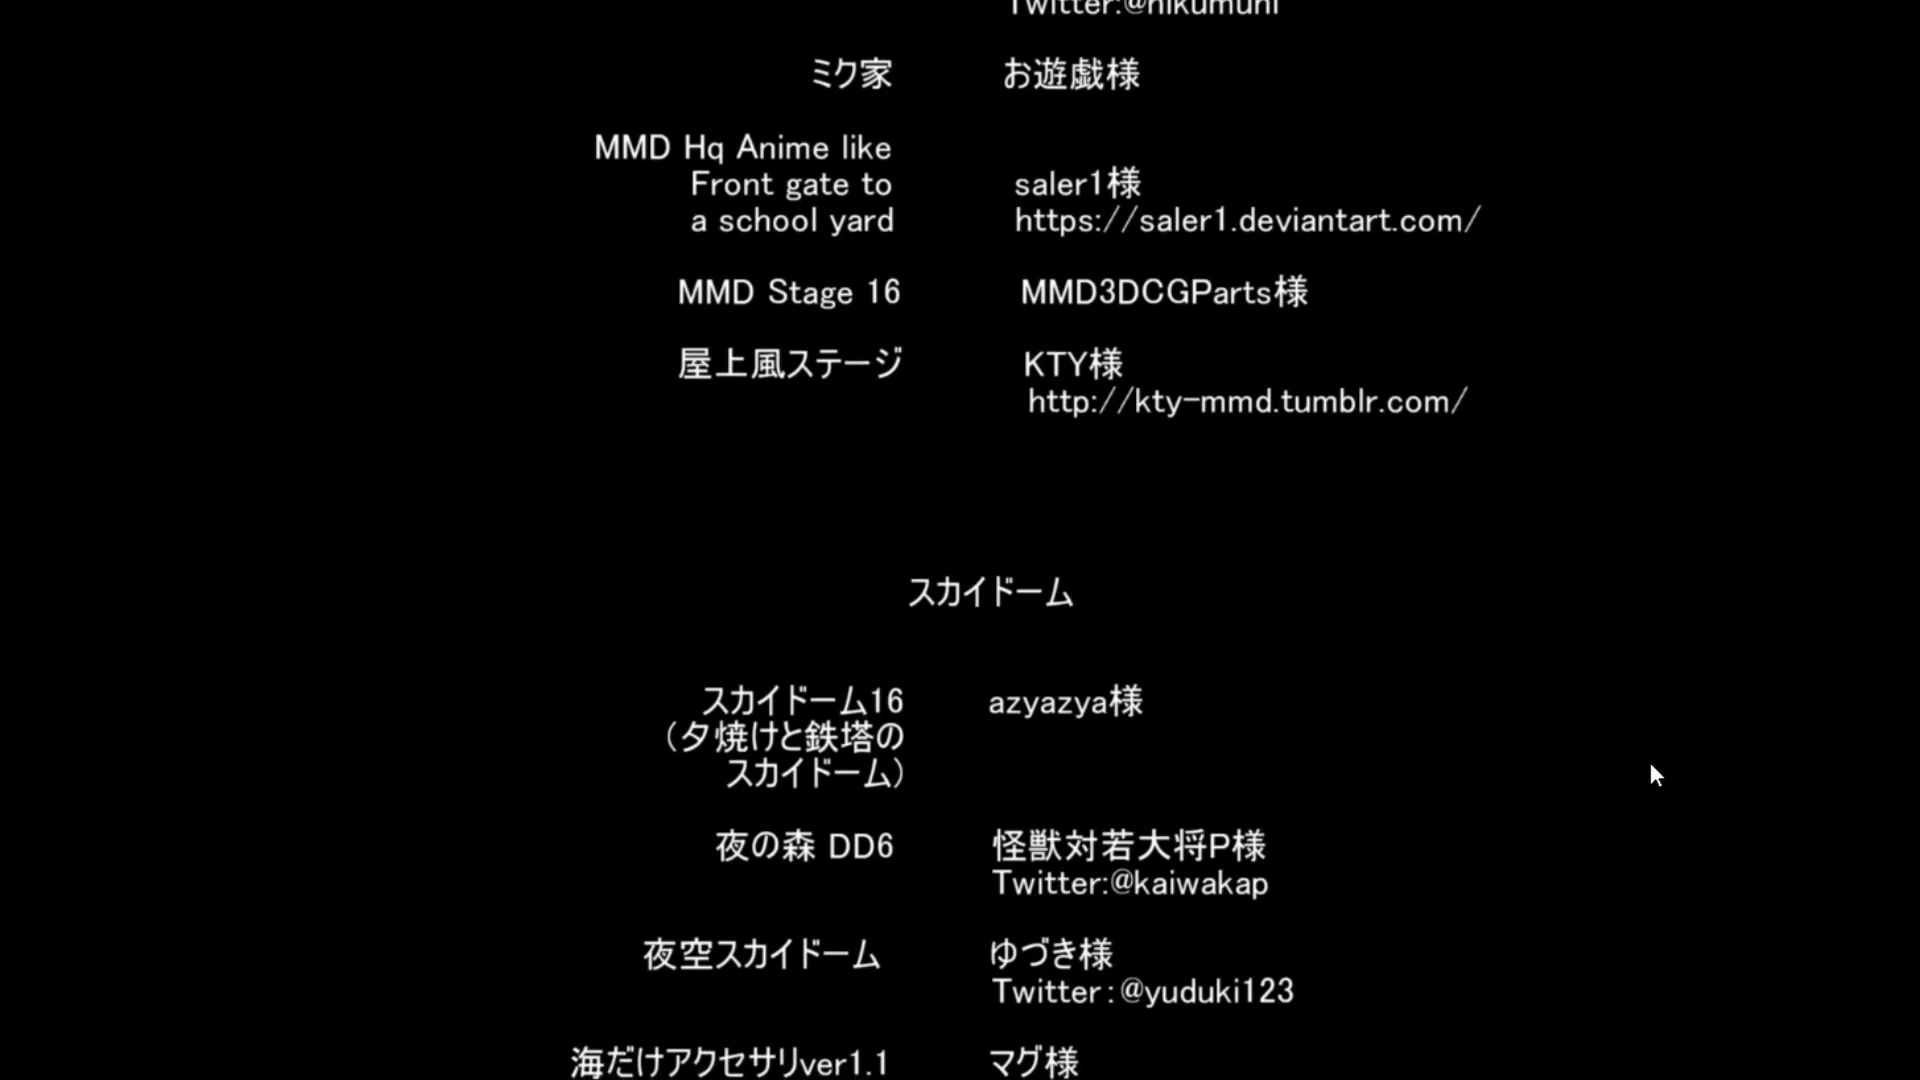 Twitter:@nikumuni
ミク家 お遊戯様
MMD Hq Anime like
Front gate to saler1様
a school yard https://saler1.deviantart.com/
MMD Stage 16 MMD3DCGParts様
屋上風ステージ KTY様
http://kty-mmd.tumblr.com/
スカイドーム
スカイドーム16 azyazya様
（夕焼けと鉄塔の
スカイドーム）
夜の森 DD6 怪獣対若大将P様
Twitter:@kaiwakap
夜空スカイドーム ゆづき様
Twitter：@yuduki123
海だけアクセサリver1.1 マグ様